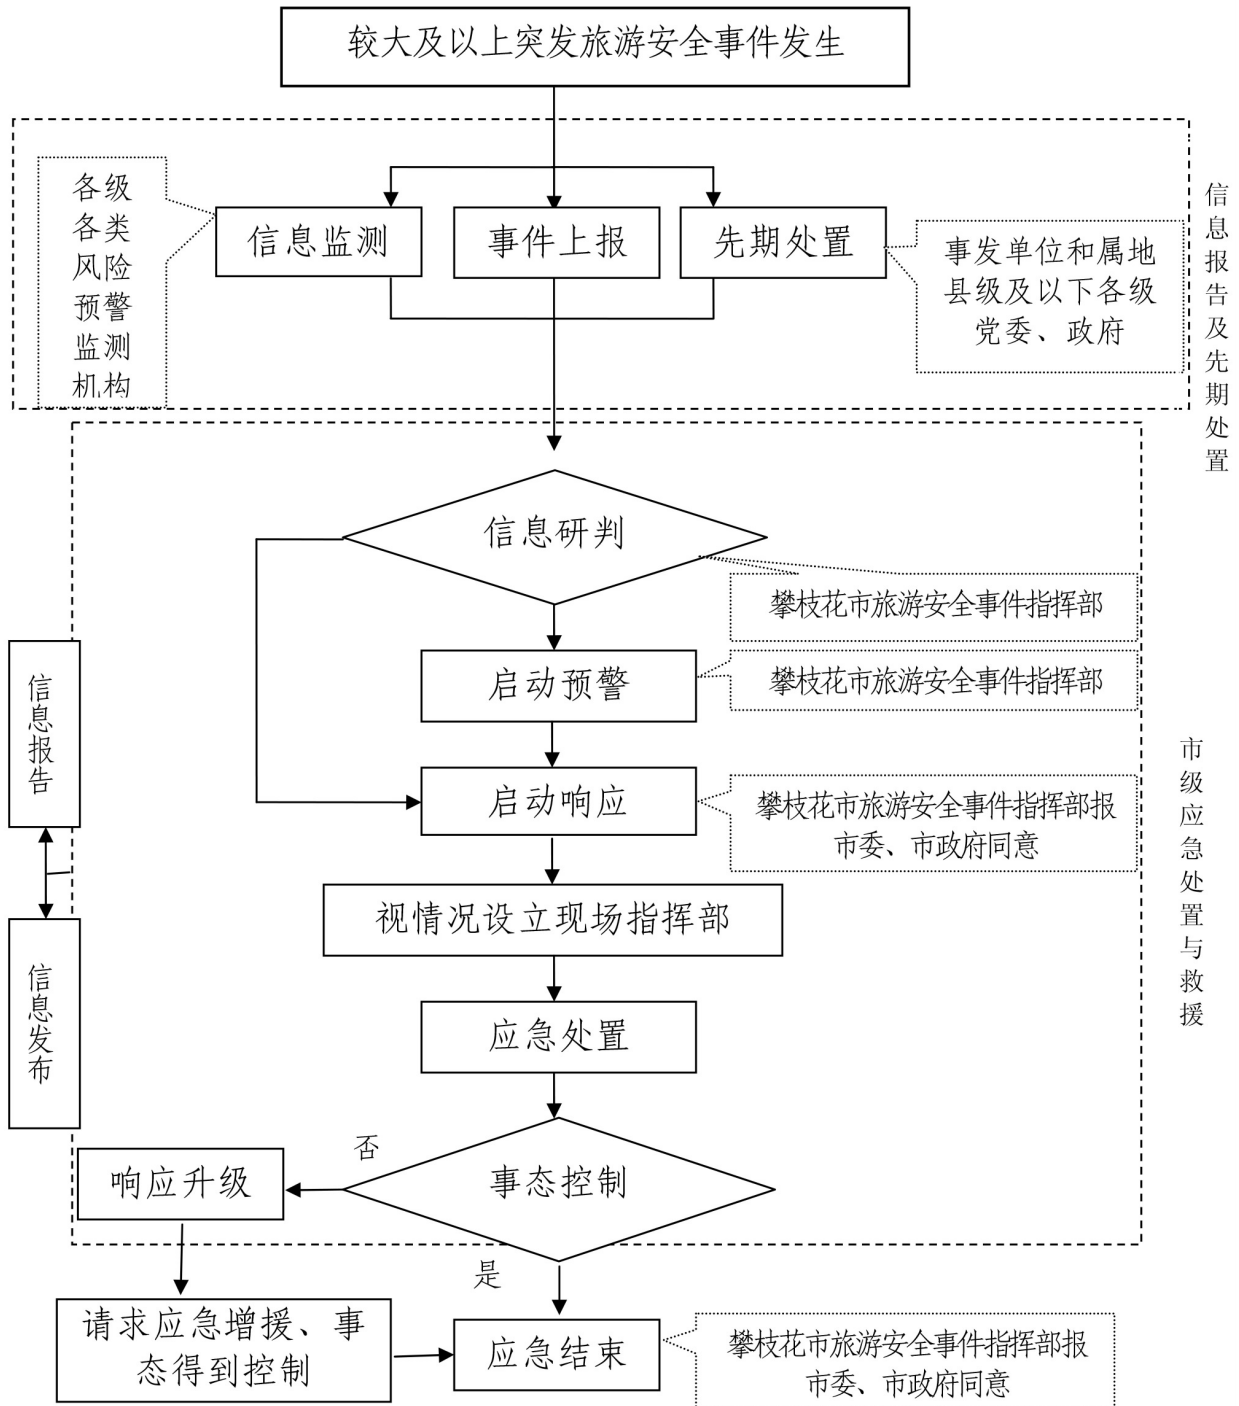 较大及以上突发旅游安全事件发生
各级
各类
风险
预警
监测
机构
信息监测
事件上报
先期处置
事发单位和属地
县级及以下各级
党委、政府
信息报告及先期处置
信息研判
攀枝花市旅游安全事件指挥部
启动预警
攀枝花市旅游安全事件指挥部
启动响应
攀枝花市旅游安全事件指挥部报
市委、市政府同意
视情况设立现场指挥部
应急处置
信息报告
信息发布
市级应急处置与救援
否
事态控制
响应升级
是
请求应急增援、事
态得到控制
应急结束
攀枝花市旅游安全事件指挥部报
市委、市政府同意